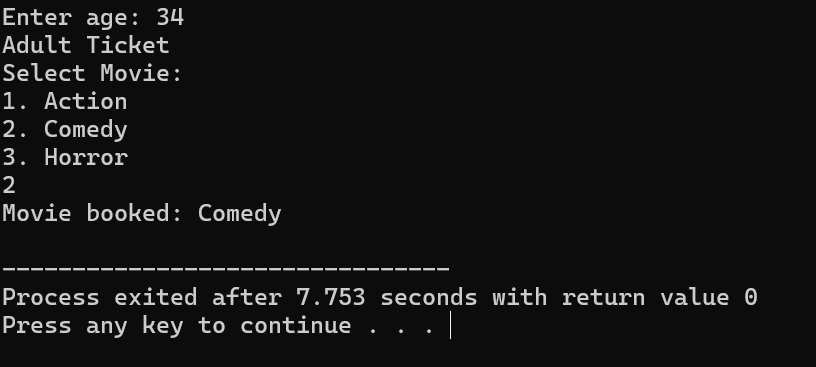 Enter age: 34
Adult Ticket
Select Movie:
1. Action
2. Comedy
3. Horror
2
Movie booked: Comedy

--------------------------------
Process exited after 7.753 seconds with return value 0
Press any key to continue . . .